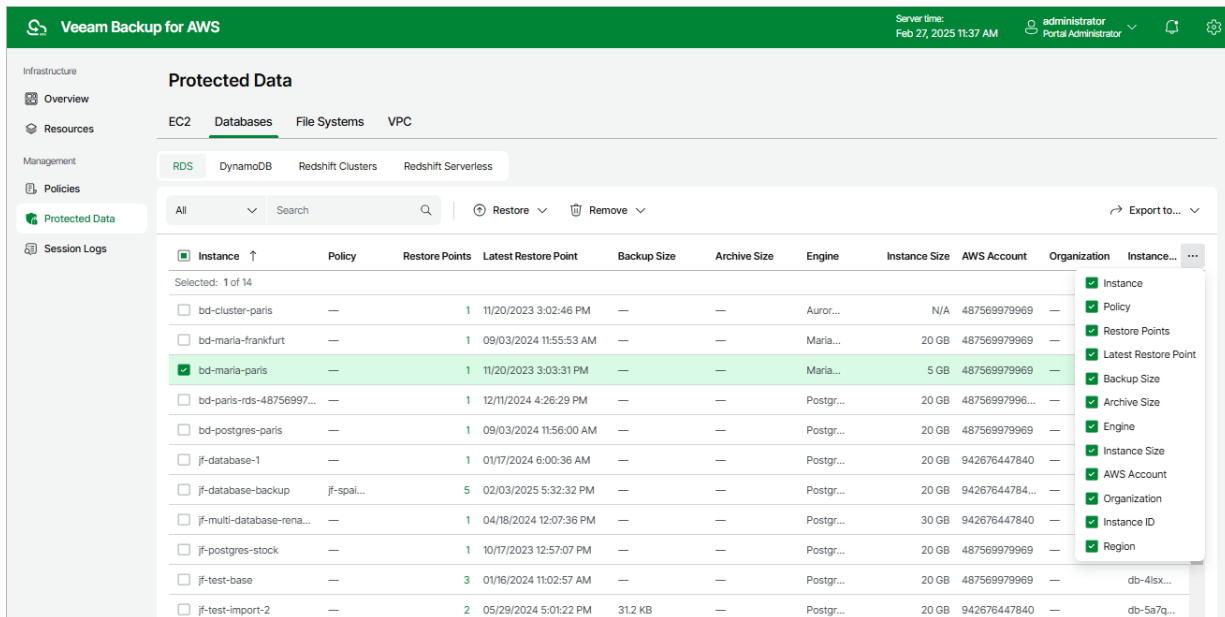 Veeam Backup for AWS
Server time:
Feb 27, 2025 11:37 AM
administrator
Portal Administrator
Infrastructure
Overview
Resources
Management
Policies
Protected Data
Session Logs
Protected Data
EC2 Databases File Systems VPC
RDS DynamoDB Redshift Clusters Redshift Serverless
All Search Restore Remove Export to...
Instance Policy Restore Points Latest Restore Point Backup Size Archive Size Engine Instance Size AWS Account Organization Instance... ...
Selected: 1 of 14
bd-cluster-paris — 1 11/20/2023 3:02:46 PM — — Auror... N/A 487569979969 —
bd-maria-frankfurt — 1 09/03/2024 11:55:53 AM — — Maria... 20 GB 487569979969 —
bd-maria-paris — 1 11/20/2023 3:03:31 PM — — Maria... 5 GB 487569979969 —
bd-paris-rds-48756997... — 1 12/11/2024 4:26:29 PM — — Postgr... 20 GB 48756997996... —
bd-postgres-paris — 1 09/03/2024 11:56:00 AM — — Postgr... 20 GB 487569979969 —
jf-database-1 — 1 01/17/2024 6:00:36 AM — — Postgr... 20 GB 942676447840 —
jf-database-backup jf-spai... 5 02/03/2025 5:32:32 PM — — Postgr... 20 GB 94267644784... —
jf-multi-database-rena... — 1 04/18/2024 12:07:36 PM — — Postgr... 30 GB 942676447840 —
jf-postgres-stock — 1 10/17/2023 12:57:07 PM — — Postgr... 20 GB 487569979969 —
jf-test-base — 3 01/16/2024 11:02:57 AM — — Postgr... 20 GB 487569979969 — db-4lsx...
jf-test-import-2 — 2 05/29/2024 5:01:22 PM 31.2 KB — Postgr... 20 GB 942676447840 — db-5a7q...
Instance
Policy
Restore Points
Latest Restore Point
Backup Size
Archive Size
Engine
Instance Size
AWS Account
Organization
Instance ID
Region